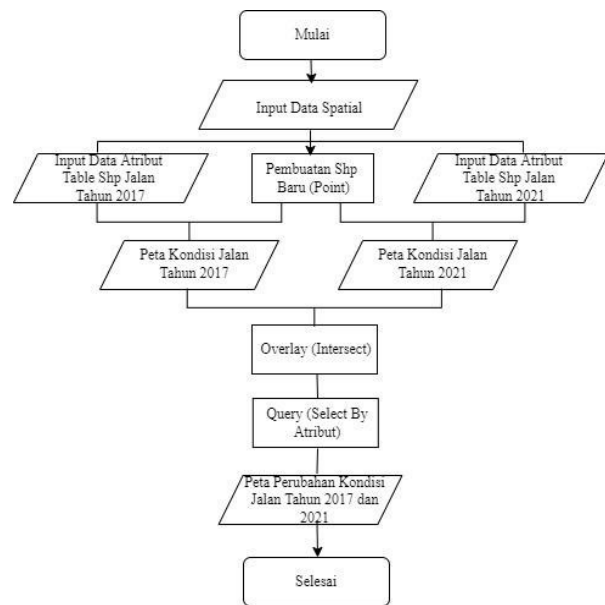 Mulai
Input Data Spatial
Input Data Atribut
Table Shp Jalan
Tahun 2017
Pembuatan Shp
Baru (Point)
Input Data Atribut
Table Shp Jalan
Tahun 2021
Peta Kondisi Jalan
Tahun 2017
Peta Kondisi Jalan
Tahun 2021
Overlay (Intersect)
Query (Select By
Atribut)
Peta Perubahan Kondisi
Jalan Tahun 2017 dan
2021
Selesai